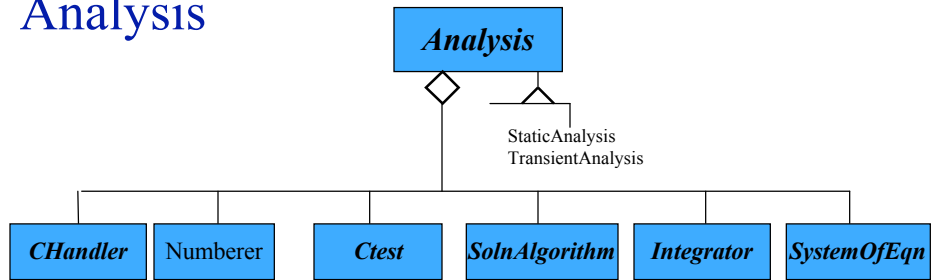 Analysis
Analysis
StaticAnalysis
TransientAnalysis
CHandler
Numberer
Ctest
SolnAlgorithm
Integrator
SystemOfEqn